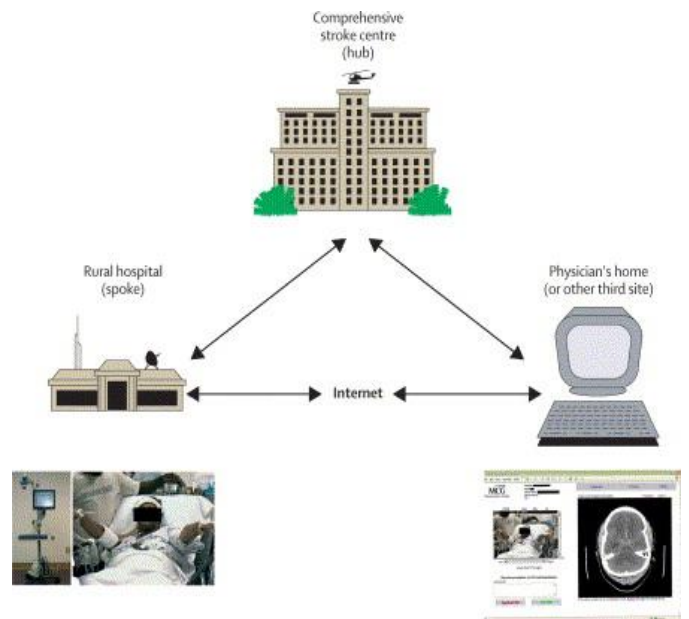 Comprehensive
stroke centre
(hub)
Rural hospital
(spoke)
Physician's home
(or other third site)
Internet
MCG